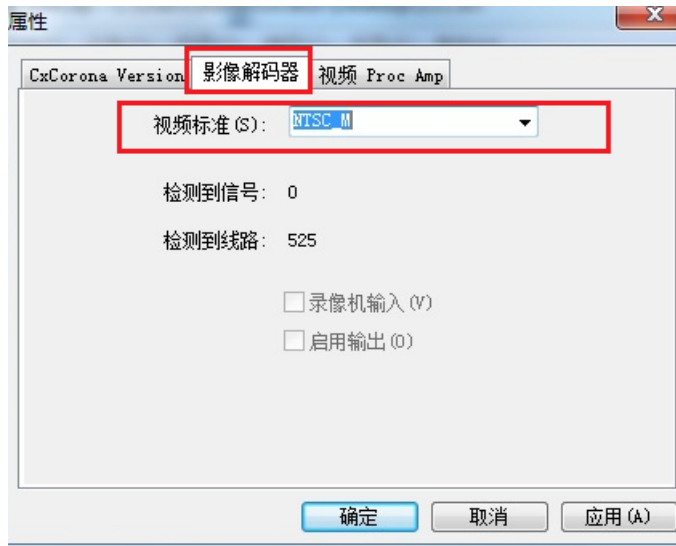 属性
CxCorona Version 影像解码器 视频 Proc Amp
视频标准(S): NTSC_M
检测到信号: 0
检测到线路: 525
录像机输入(V)
启用输出(O)
确定 取消 应用(A)